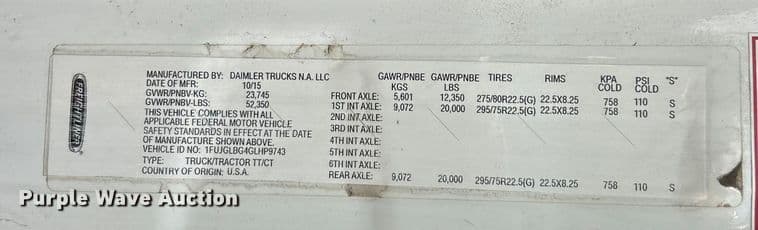 FREIGHTLINER
MANUFACTURED BY: DAIMLER TRUCKS N.A. LLC
DATE OF MFR: 10/15
GVWR/PNBV-KG: 23,745
GVWR/PNBV-LBS: 52,350
THIS VEHICLE COMPLIES WITH ALL
APPLICABLE FEDERAL MOTOR VEHICLE
SAFETY STANDARDS IN EFFECT AT THE DATE
OF MANUFACTURE SHOWN ABOVE.
VEHICLE ID NO: 1FUJGLBG4GLHP9743
TYPE: TRUCK/TRACTOR TT/CT
COUNTRY OF ORIGIN: U.S.A.
GAWR/PNBE GAWR/PNBE TIRES RIMS KPA PSI "S"
KGS LBS COLD COLD
FRONT AXLE: 5,601 12,350 275/80R22.5(G) 22.5X8.25 758 110 S
1ST INT AXLE: 9,072 20,000 295/75R22.5(G) 22.5X8.25 758 110 S
2ND INT AXLE:
3RD INT AXLE:
4TH INT AXLE:
5TH INT AXLE:
6TH INT AXLE:
REAR AXLE: 9,072 20,000 295/75R22.5(G) 22.5X8.25 758 110 S
Purple Wave Auction